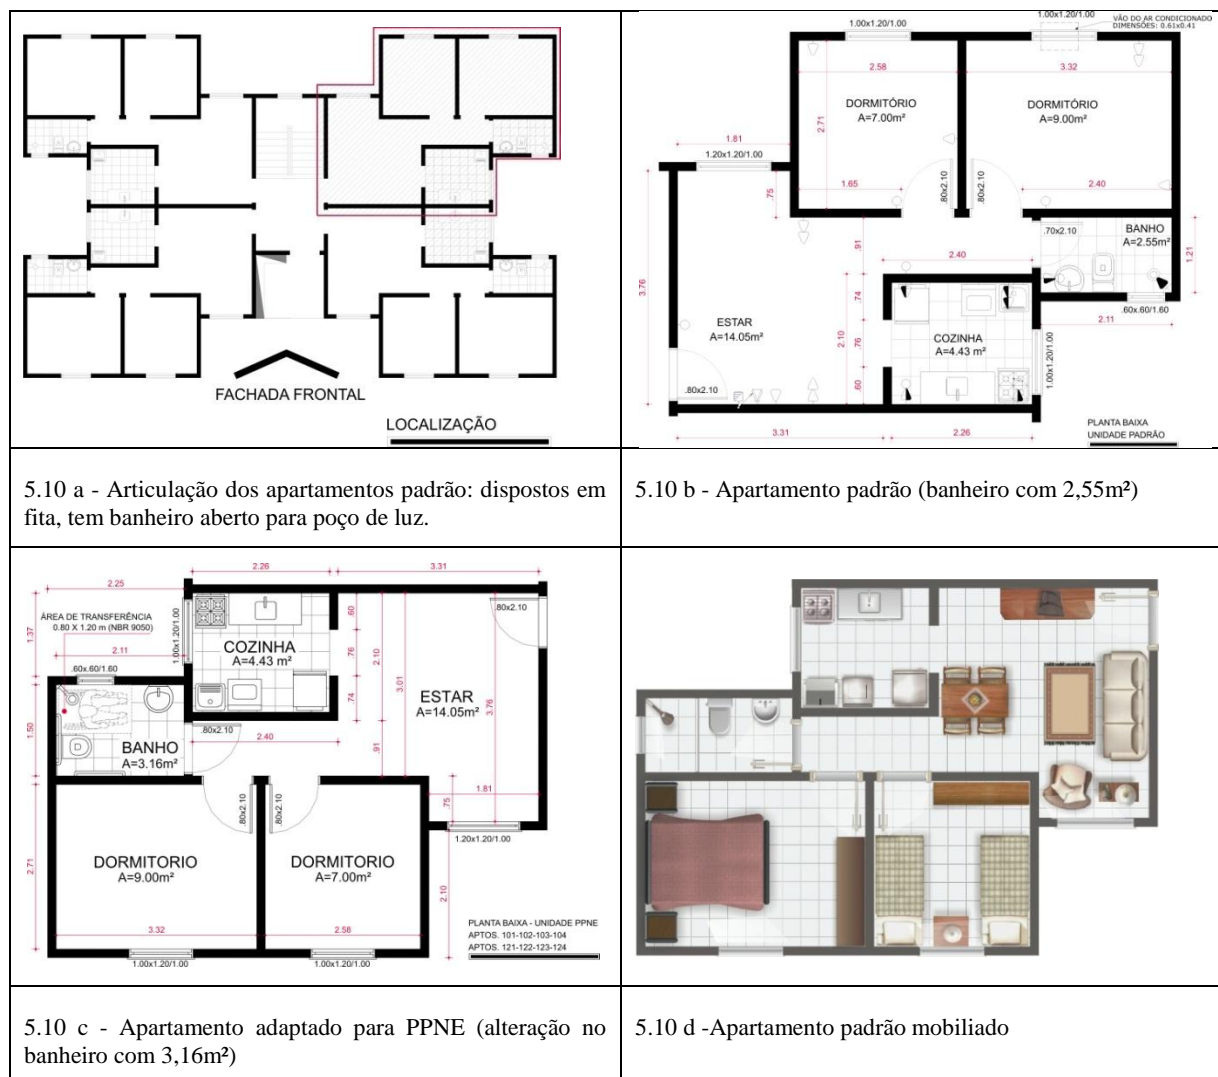 FACHADA FRONTAL
LOCALIZAÇÃO
1.00x1.20/1.00
1.00x1.20/1.00
VÃO DO AR CONDICIONADO
DIMENSÕES: 0.61x0.41
2.58
3.32
DORMITÓRIO
A=7.00m²
DORMITÓRIO
A=9.00m²
2.71
1.81
1.20x1.20/1.00
.75
1.65
.80x2.10
.80x2.10
2.40
.70x2.10
BANHO
A=2.55m²
1.21
.91
2.40
3.76
.74
.60x.60/1.60
2.11
ESTAR
A=14.05m²
2.10
.76
COZINHA
A=4.43 m²
1.00x1.20/1.00
.80x2.10
.60
3.31
2.26
PLANTA BAIXA
UNIDADE PADRÃO
5.10 a - Articulação dos apartamentos padrão: dispostos em
fita, tem banheiro aberto para poço de luz.
5.10 b - Apartamento padrão (banheiro com 2,55m²)
2.26
3.31
2.25
ÁREA DE TRANSFERÊNCIA
0.80 X 1.20 m (NBR 9050)
1.37
1.00x1.20/1.00
.60
.80x2.10
COZINHA
A=4.43 m²
2.11
.76
2.10
3.01
.60x.60/1.60
.74
ESTAR
A=14.05m²
3.76
1.50
BANHO
A=3.16m²
.80x2.10
2.40
.91
.75
1.81
.80x2.10
.80x2.10
1.20x1.20/1.00
2.71
DORMITORIO
A=9.00m²
DORMITORIO
A=7.00m²
2.10
3.32
2.58
PLANTA BAIXA - UNIDADE PPNE
APTOS. 101-102-103-104
APTOS. 121-122-123-124
1.00x1.20/1.00
1.00x1.20/1.00
5.10 c - Apartamento adaptado para PPNE (alteração no
banheiro com 3,16m²)
5.10 d -Apartamento padrão mobiliado